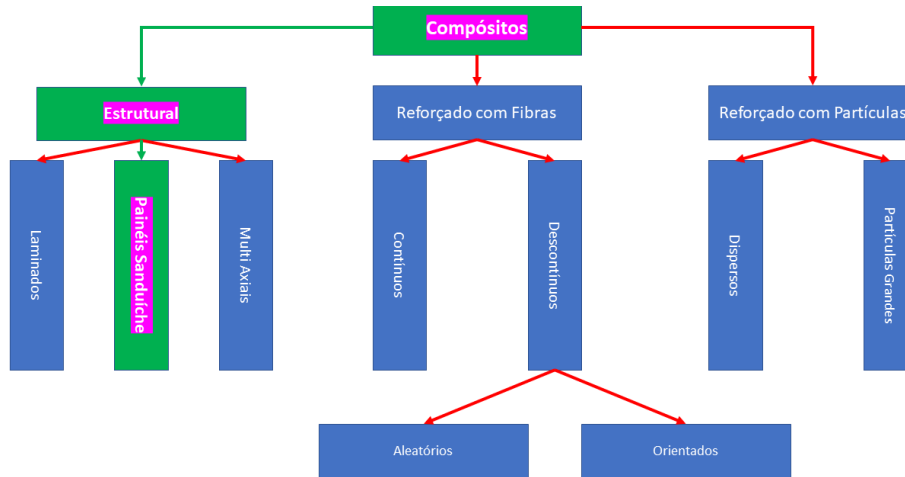 Compósitos
Estrutural
Reforçado com Fibras
Reforçado com Partículas
Laminados
Painéis Sanduíche
Multi Axiais
Contínuos
Descontínuos
Dispersos
Partículas Grandes
Aleatórios
Orientados